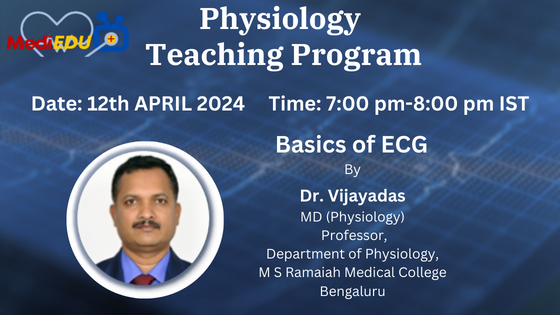 Physiology
Teaching Program
MediEDU
Date: 12th APRIL 2024 Time: 7:00 pm-8:00 pm IST
Basics of ECG
By
Dr. Vijayadas
MD (Physiology)
Professor,
Department of Physiology,
M S Ramaiah Medical College
Bengaluru